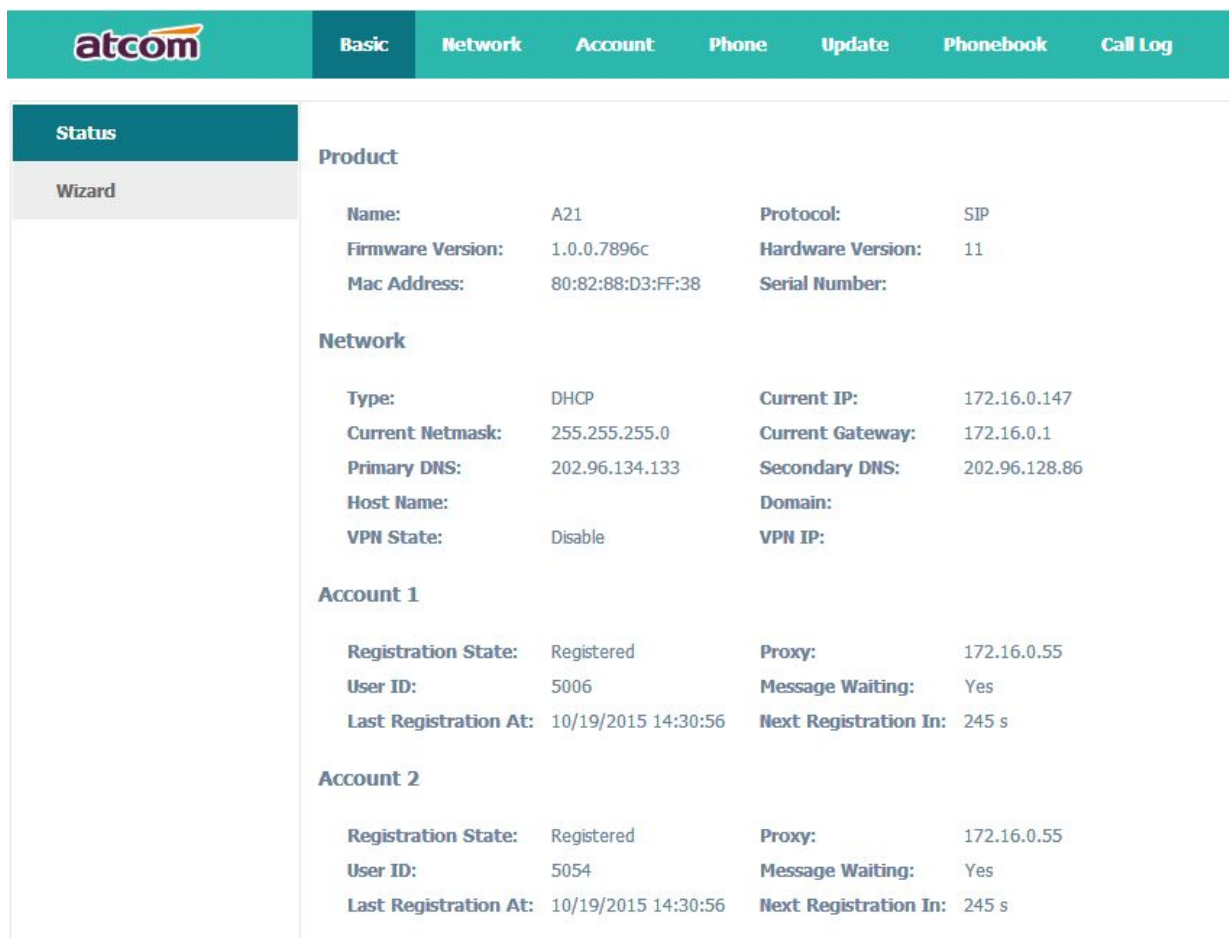 atcom Basic Network Account Phone Update Phonebook Call Log
Status
Wizard
Product
Name: A21 Protocol: SIP
Firmware Version: 1.0.0.7896c Hardware Version: 11
Mac Address: 80:82:88:D3:FF:38 Serial Number:
Network
Type: DHCP Current IP: 172.16.0.147
Current Netmask: 255.255.255.0 Current Gateway: 172.16.0.1
Primary DNS: 202.96.134.133 Secondary DNS: 202.96.128.86
Host Name: Domain:
VPN State: Disable VPN IP:
Account 1
Registration State: Registered Proxy: 172.16.0.55
User ID: 5006 Message Waiting: Yes
Last Registration At: 10/19/2015 14:30:56 Next Registration In: 245 s
Account 2
Registration State: Registered Proxy: 172.16.0.55
User ID: 5054 Message Waiting: Yes
Last Registration At: 10/19/2015 14:30:56 Next Registration In: 245 s